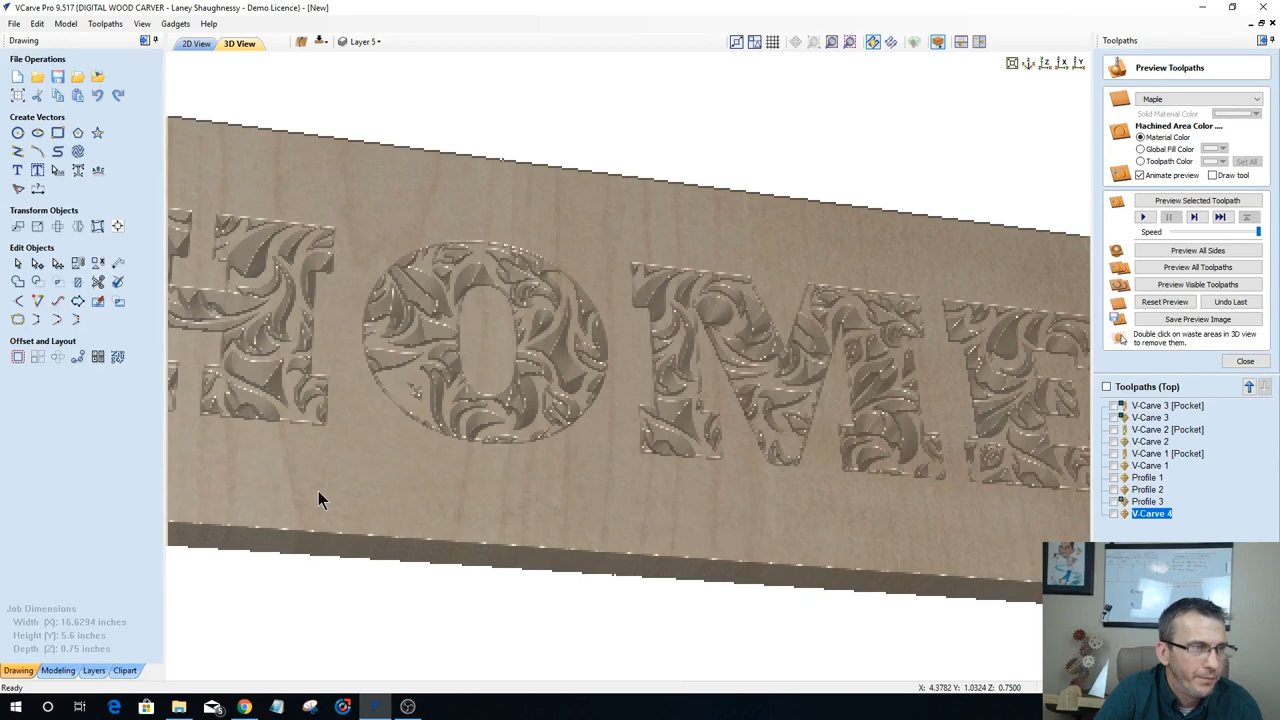 VCarve Pro 9.517 {DIGITAL WOOD CARVER - Laney Shaughnessy - Demo Licence} - [New]
File Edit Model Toolpaths View Gadgets Help
Drawing
2D View 3D View
Layer 5
Toolpaths
File Operations
Create Vectors
Transform Objects
Edit Objects
Offset and Layout
Z X Y
HOME
Preview Toolpaths
Maple
Solid Material Color
Machined Area Color ....
Material Color
Global Fill Color
Toolpath Color Set All
Animate preview Draw tool
Preview Selected Toolpath
Speed
Preview All Sides
Preview All Toolpaths
Preview Visible Toolpaths
Reset Preview Undo Last
Save Preview Image
Double click on waste areas in 3D view
to remove them.
Close
Toolpaths (Top)
V-Carve 3 [Pocket]
V-Carve 3
V-Carve 2 [Pocket]
V-Carve 2
V-Carve 1 [Pocket]
V-Carve 1
Profile 1
Profile 2
Profile 3
V-Carve 4
Job Dimensions
Width (X): 16.6294 inches
Height (Y): 5.6 inches
Depth (Z): 0.75 inches
Drawing Modeling Layers Clipart
Ready
X: 4.3782 Y: 1.0324 Z: 0.7500